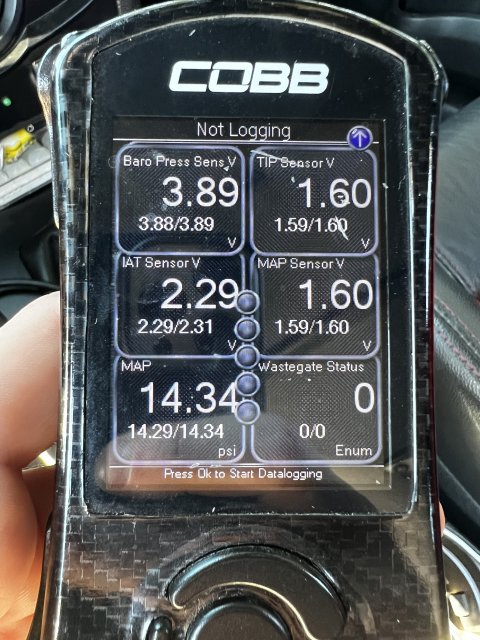 COBB
Not Logging
Baro Press Sens V
3.89
3.88/3.89
V
TIP Sensor V
1.60
1.59/1.60
V
IAT Sensor V
2.29
2.29/2.31
V
MAP Sensor V
1.60
1.59/1.60
V
MAP
14.34
14.29/14.34
psi
Wastegate Status
0
0/0
Enum
Press Ok to Start Datalogging